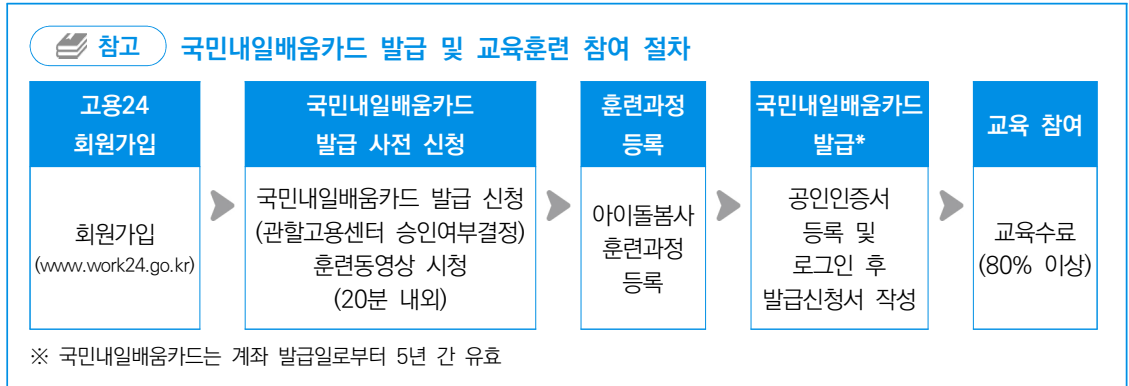 참고 국민내일배움카드 발급 및 교육훈련 참여 절차
고용24
회원가입
회원가입
(www.work24.go.kr)
국민내일배움카드
발급 사전 신청
국민내일배움카드 발급 신청
(관할고용센터 승인여부결정)
훈련동영상 시청
(20분 내외)
훈련과정
등록
아이돌봄사
훈련과정
등록
국민내일배움카드
발급*
공인인증서
등록 및
로그인 후
발급신청서 작성
교육 참여
교육수료
(80% 이상)
※ 국민내일배움카드는 계좌 발급일로부터 5년 간 유효